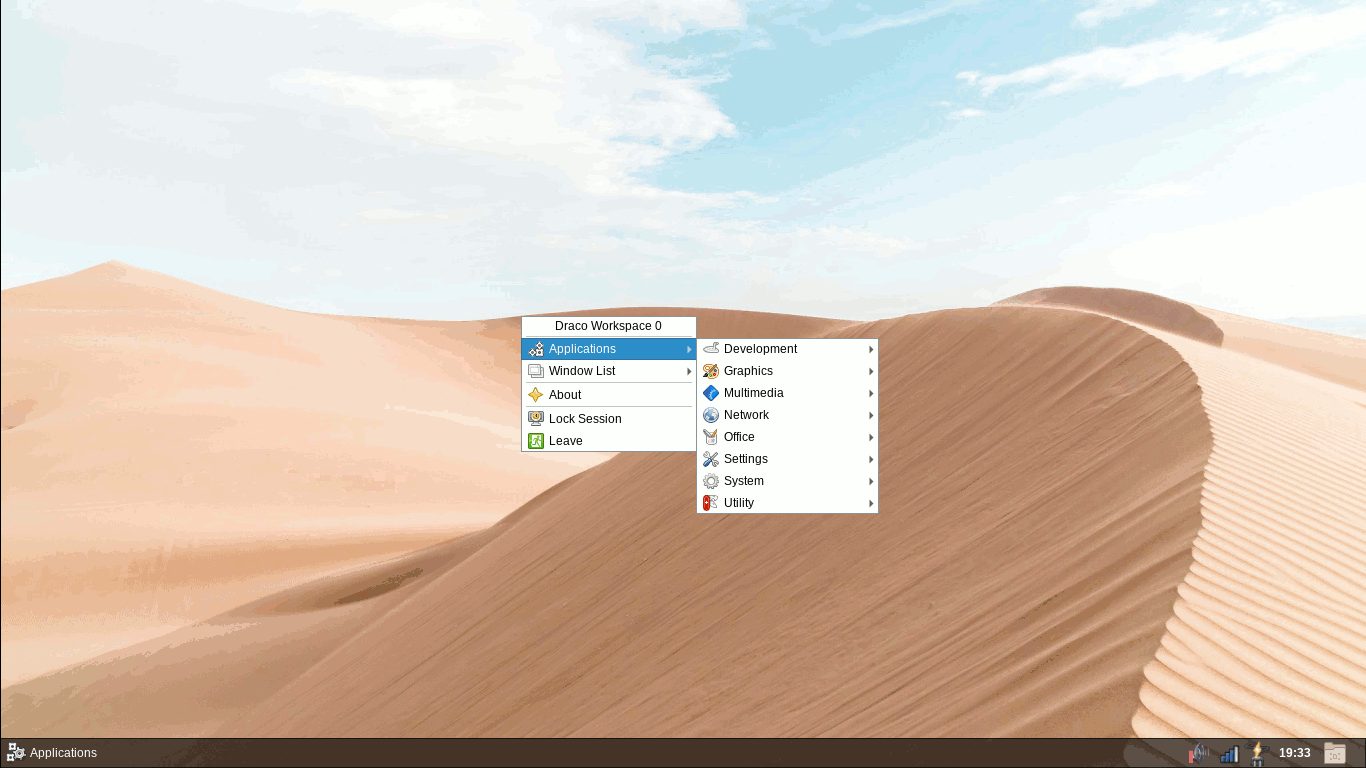 Draco Workspace 0
Applications
Window List
About
Lock Session
Leave
Development
Graphics
Multimedia
Network
Office
Settings
System
Utility
Applications
19:33